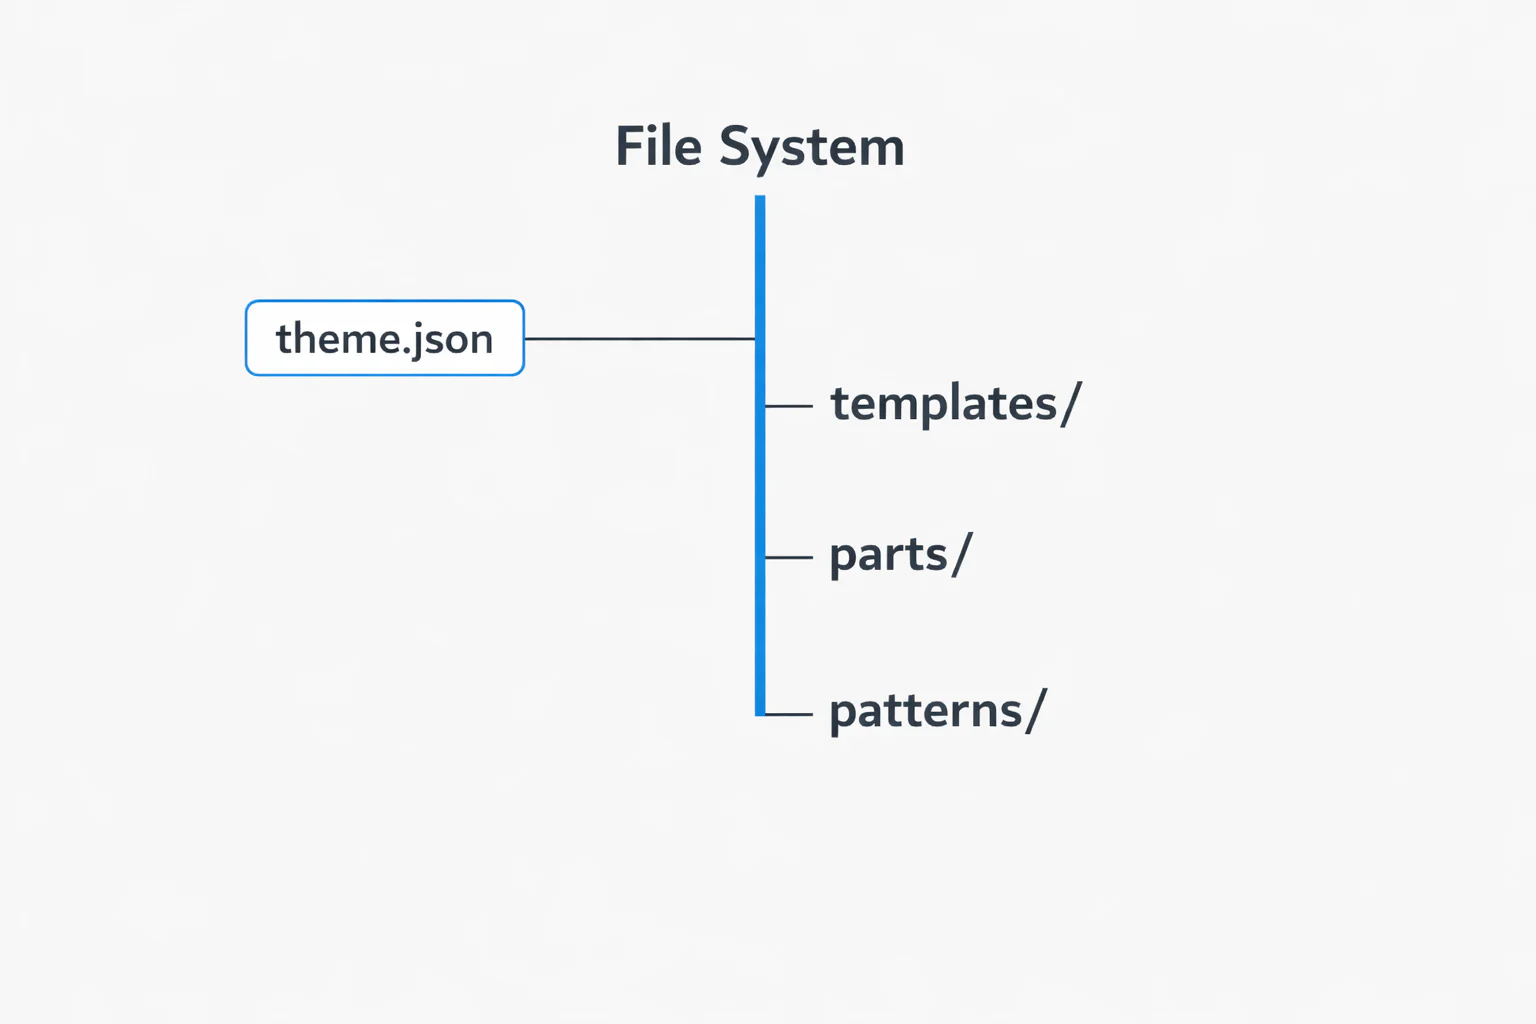 File System
theme.json
templates/
parts/
patterns/